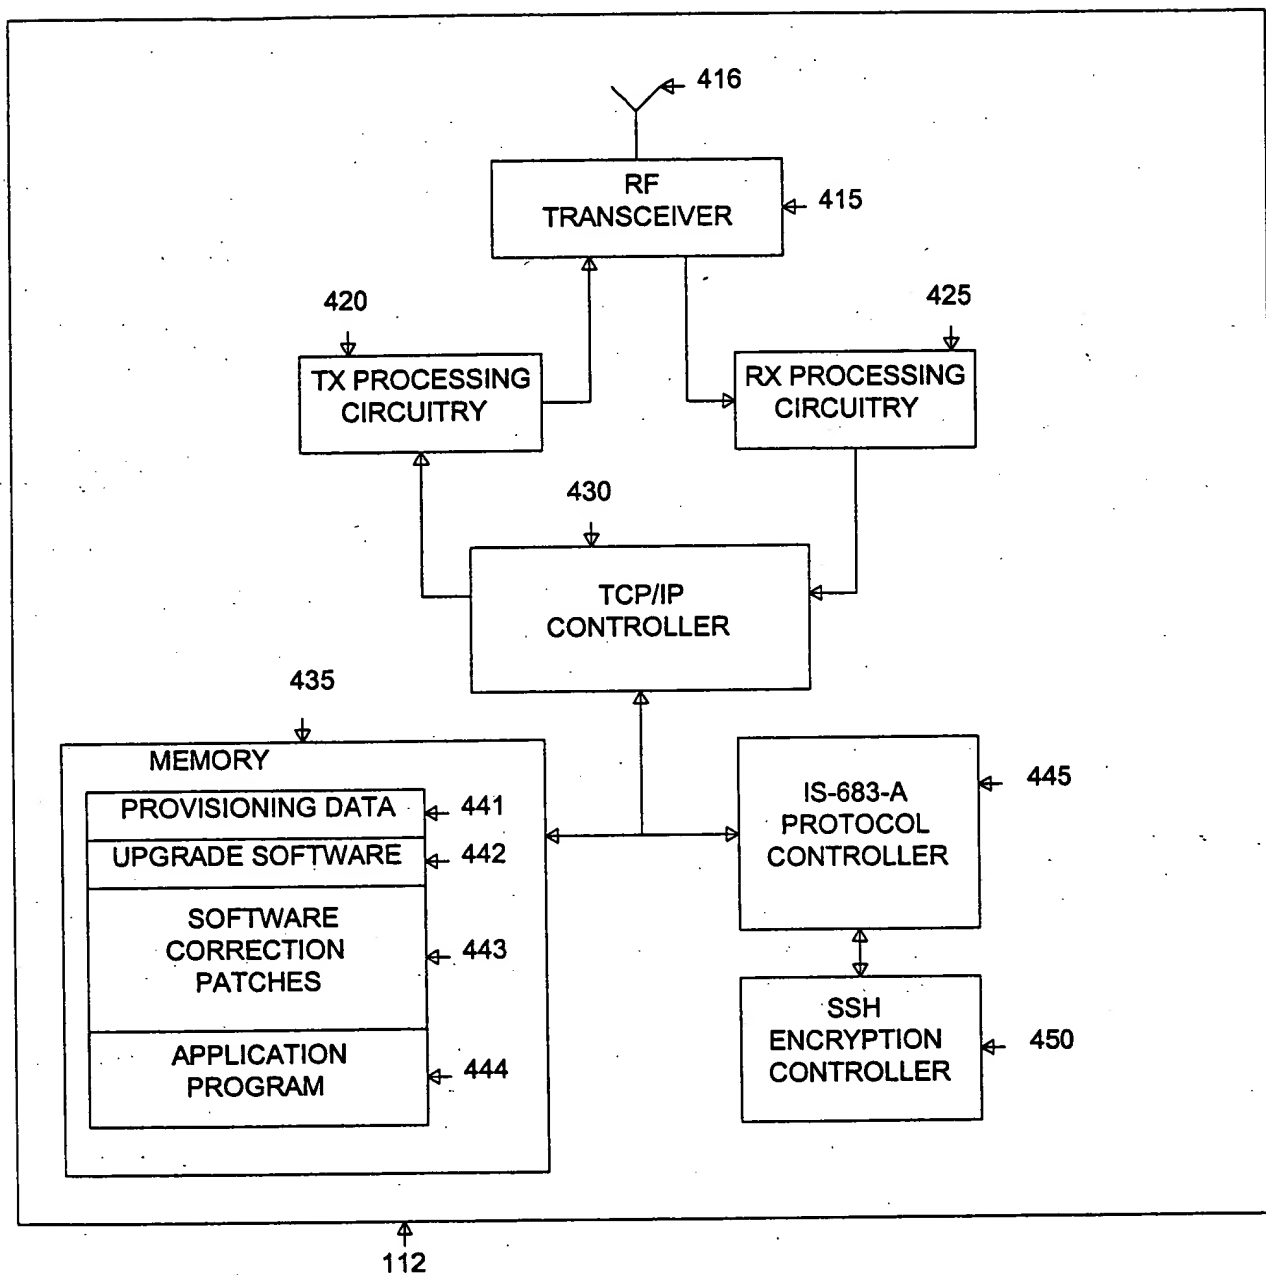 416
RF
TRANSCEIVER
415
420
425
TX PROCESSING
CIRCUITRY
RX PROCESSING
CIRCUITRY
430
TCP/IP
CONTROLLER
435
MEMORY
PROVISIONING DATA
441
UPGRADE SOFTWARE
442
SOFTWARE
CORRECTION
PATCHES
443
APPLICATION
PROGRAM
444
IS-683-A
PROTOCOL
CONTROLLER
445
SSH
ENCRYPTION
CONTROLLER
450
112